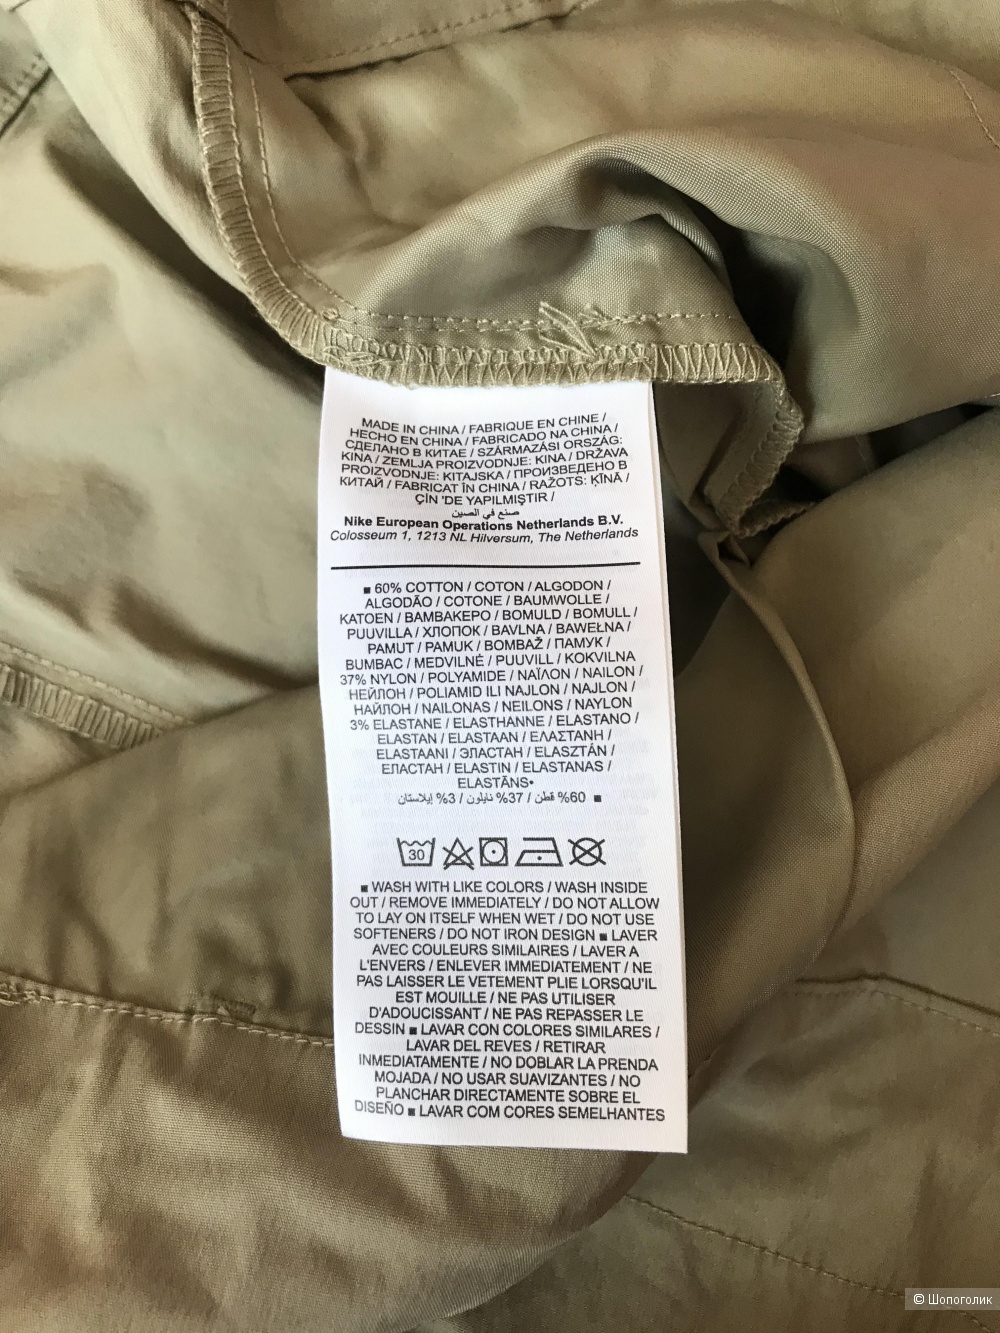 MADE IN CHINA / FABRIQUE EN CHINE /
HECHO EN CHINA / FABRICADO NA CHINA /
СДЕЛАНО В КИТАЕ / SZÁRMAZÁSI ORSZÁG:
KÍNA / ZEMLJA PROIZVODNJE: KINA / DRŽAVA
PROIZVODNJE: KITAJSKA / ПРОИЗВЕДЕНО В
КИТАЙ / FABRICAT ÎN CHINA / RAŽOTS: ĶĪNĀ /
ÇİN 'DE YAPILMIŞTIR /
صنع في الصين
Nike European Operations Netherlands B.V.
Colosseum 1, 1213 NL Hilversum, The Netherlands
■ 60% COTTON / COTON / ALGODON /
ALGODÃO / COTONE / BAUMWOLLE /
KATOEN / ΒΑΜΒΑΚΕΡΟ / BOMULD / BOMULL /
PUUVILLA / ХЛОПОК / BAVLNA / BAWEŁNA /
PAMUT / PAMUK / BOMBAŽ / ПАМУК /
BUMBAC / MEDVILNĖ / PUUVILL / KOKVILNA
37% NYLON / POLYAMIDE / ΝΑΪΛΟΝ / NAILON /
НЕЙЛОН / POLIAMID ILI NAJLON / NAJLON /
НАЙЛОН / NAILONAS / NEILONS / NAYLON
3% ELASTANE / ELASTHANNE / ELASTANO /
ELASTAN / ELASTAAN / ΕΛΑΣΤΑΝΗ /
ELASTAANI / ЭЛАСТАН / ELASZTÁN /
ЕЛАСТАН / ELASTIN / ELASTANAS /
ELASTĀNS•
■ 60% قطن / 37% نايلون / 3% إيلاستان
30
■ WASH WITH LIKE COLORS / WASH INSIDE
OUT / REMOVE IMMEDIATELY / DO NOT ALLOW
TO LAY ON ITSELF WHEN WET / DO NOT USE
SOFTENERS / DO NOT IRON DESIGN ■ LAVER
AVEC COULEURS SIMILAIRES / LAVER A
L'ENVERS / ENLEVER IMMEDIATEMENT / NE
PAS LAISSER LE VETEMENT PLIE LORSQU'IL
EST MOUILLE / NE PAS UTILISER
D'ADOUCISSANT / NE PAS REPASSER LE
DESSIN ■ LAVAR CON COLORES SIMILARES /
LAVAR DEL REVES / RETIRAR
INMEDIATAMENTE / NO DOBLAR LA PRENDA
MOJADA / NO USAR SUAVIZANTES / NO
PLANCHAR DIRECTAMENTE SOBRE EL
DISEÑO ■ LAVAR COM CORES SEMELHANTES
© Шопоголик